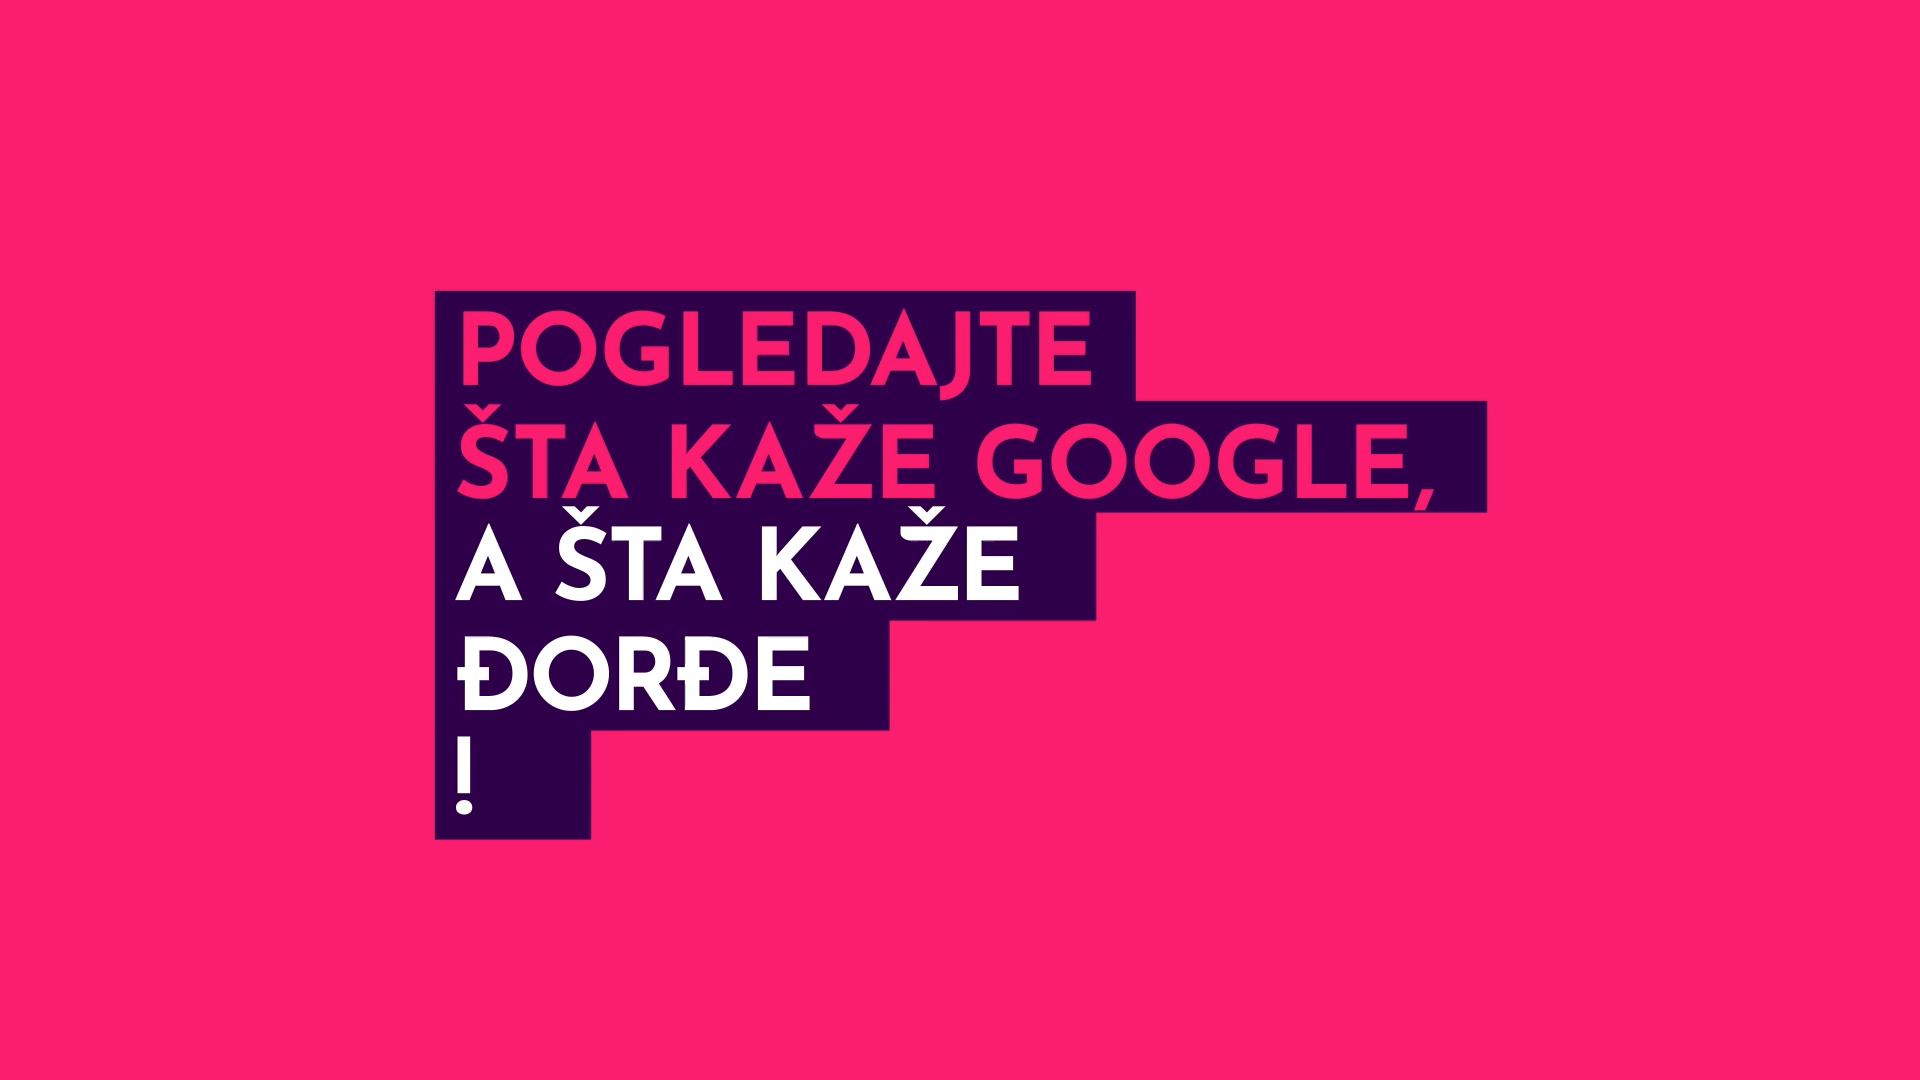 POGLEDAJTE
ŠTA KAŽE GOOGLE,
A ŠTA KAŽE
ĐORĐE
!